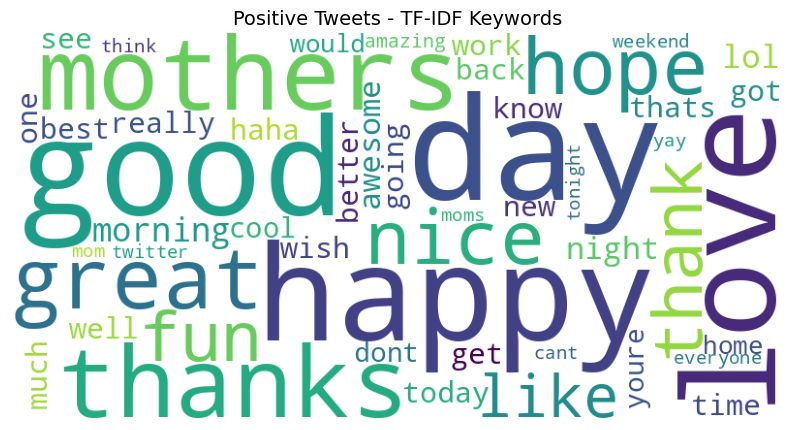 Positive Tweets - TF-IDF Keywords
see
think
would
amazing
work
weekend
lol
mothers
hope
back
got
one
best
really
haha
better
awesome
going
know
thats
good
day
love
yay
tonight
morning
cool
moms
new
thank
mom
twitter
wish
nice
night
great
happy
well
fun
dont
get
cant
youre
home
everyone
much
thanks
today
like
time